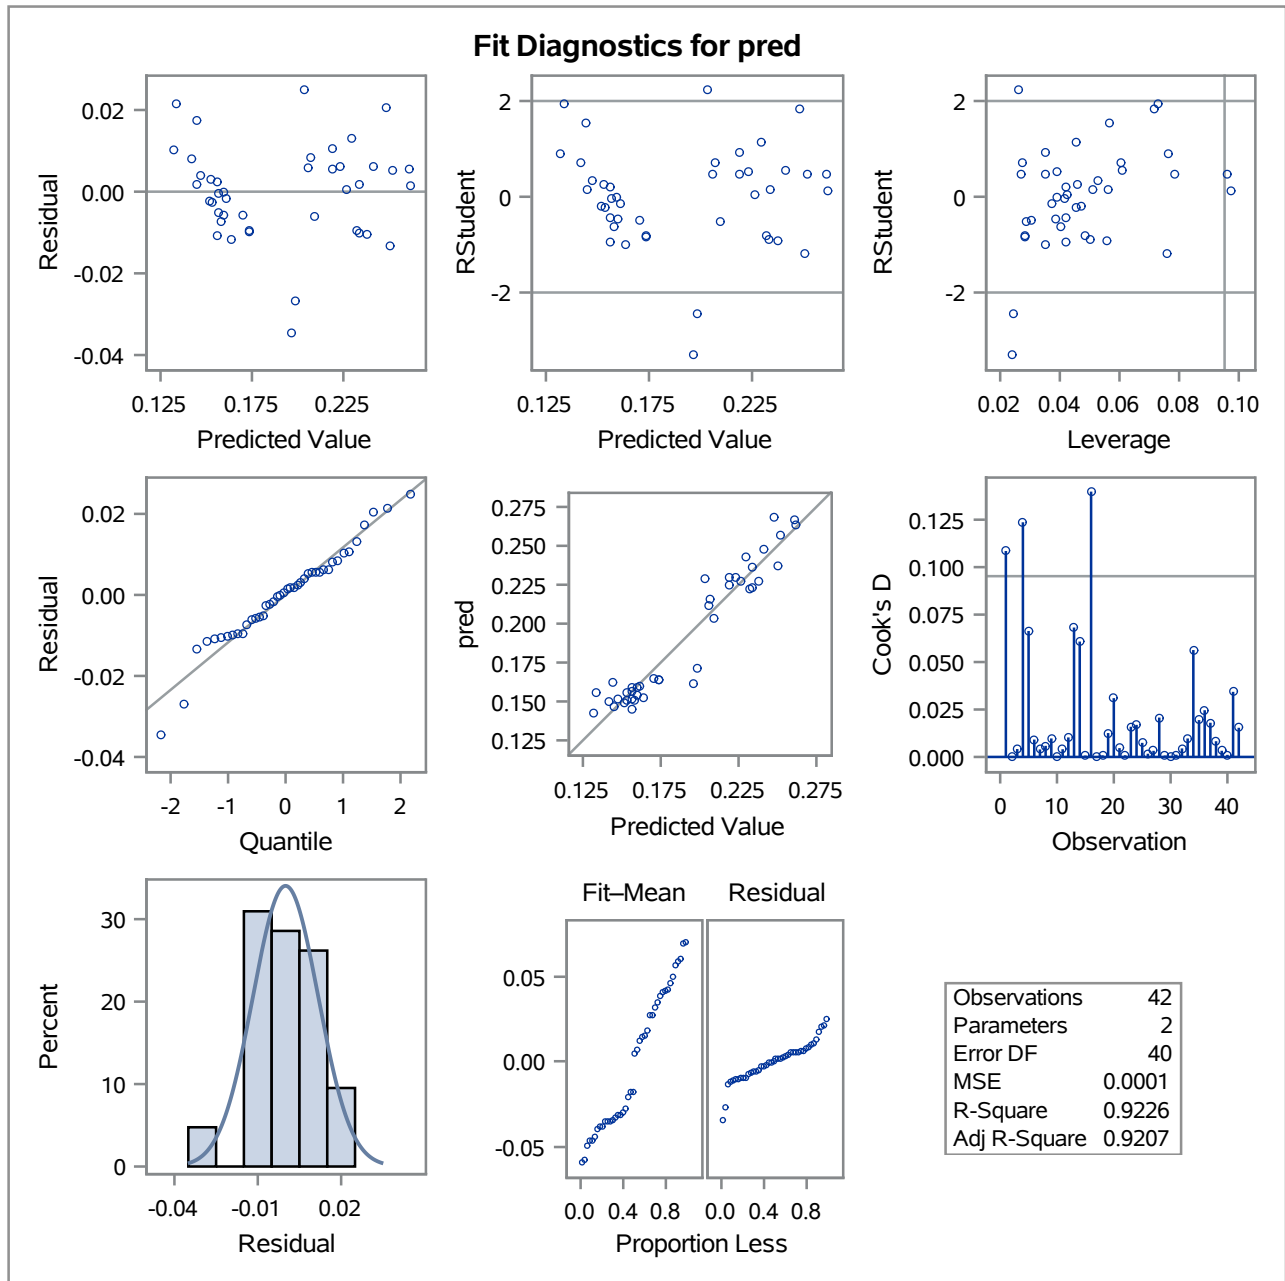 Fit Diagnostics for pred
0.02
0.00
-0.02
-0.04
Residual
0.125 0.175 0.225
Predicted Value
2
0
-2
RStudent
0.125 0.175 0.225
Predicted Value
2
0
-2
RStudent
0.02 0.04 0.06 0.08 0.10
Leverage
0.02
0.00
-0.02
-0.04
Residual
-2 -1 0 1 2
Quantile
0.275
0.250
0.225
0.200
0.175
0.150
0.125
pred
0.125 0.175 0.225 0.275
Predicted Value
0.125
0.100
0.075
0.050
0.025
0.000
Cook's D
0 10 20 30 40
Observation
30
20
10
0
Percent
-0.04 -0.01 0.02
Residual
Fit–Mean Residual
0.05
0.00
-0.05
0.0 0.4 0.8 0.0 0.4 0.8
Proportion Less
Observations 42
Parameters 2
Error DF 40
MSE 0.0001
R-Square 0.9226
Adj R-Square 0.9207